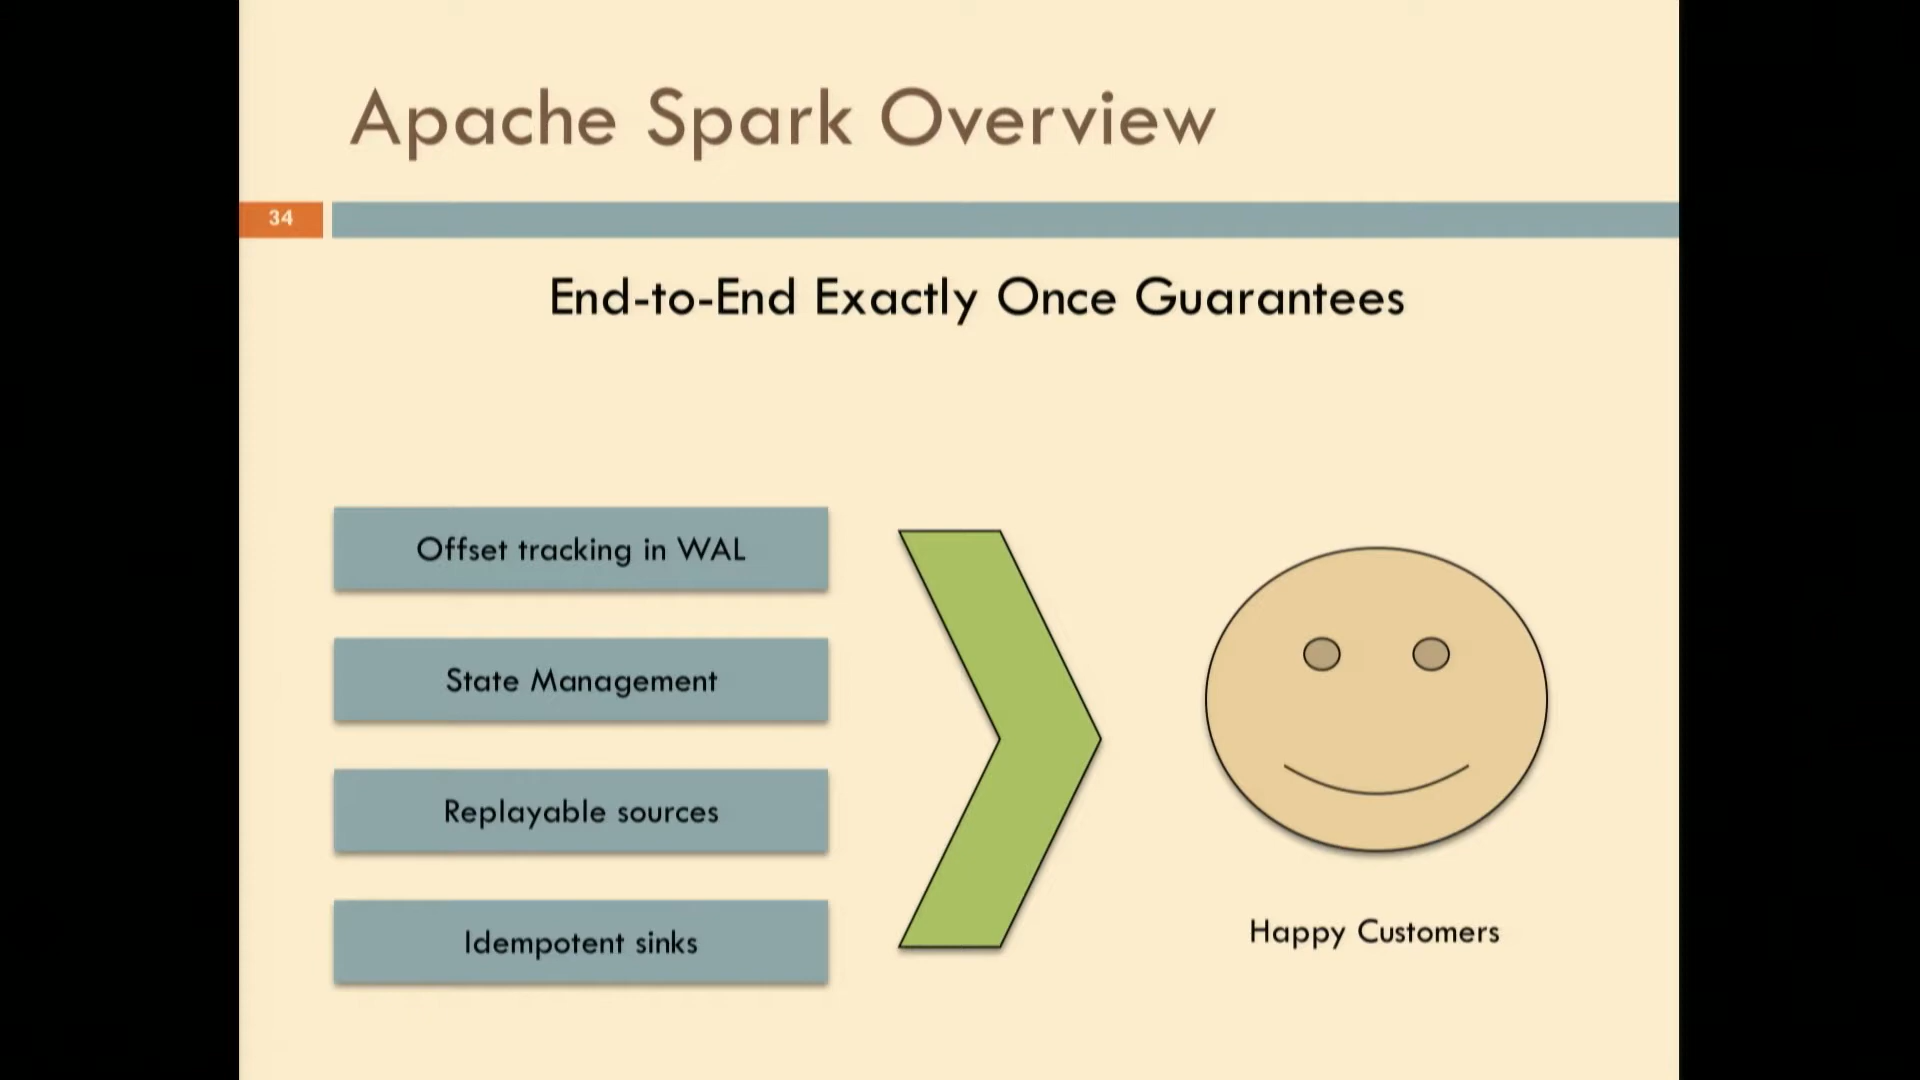 Apache Spark Overview
34
End-to-End Exactly Once Guarantees
Offset tracking in WAL
State Management
Replayable sources
Idempotent sinks
Happy Customers